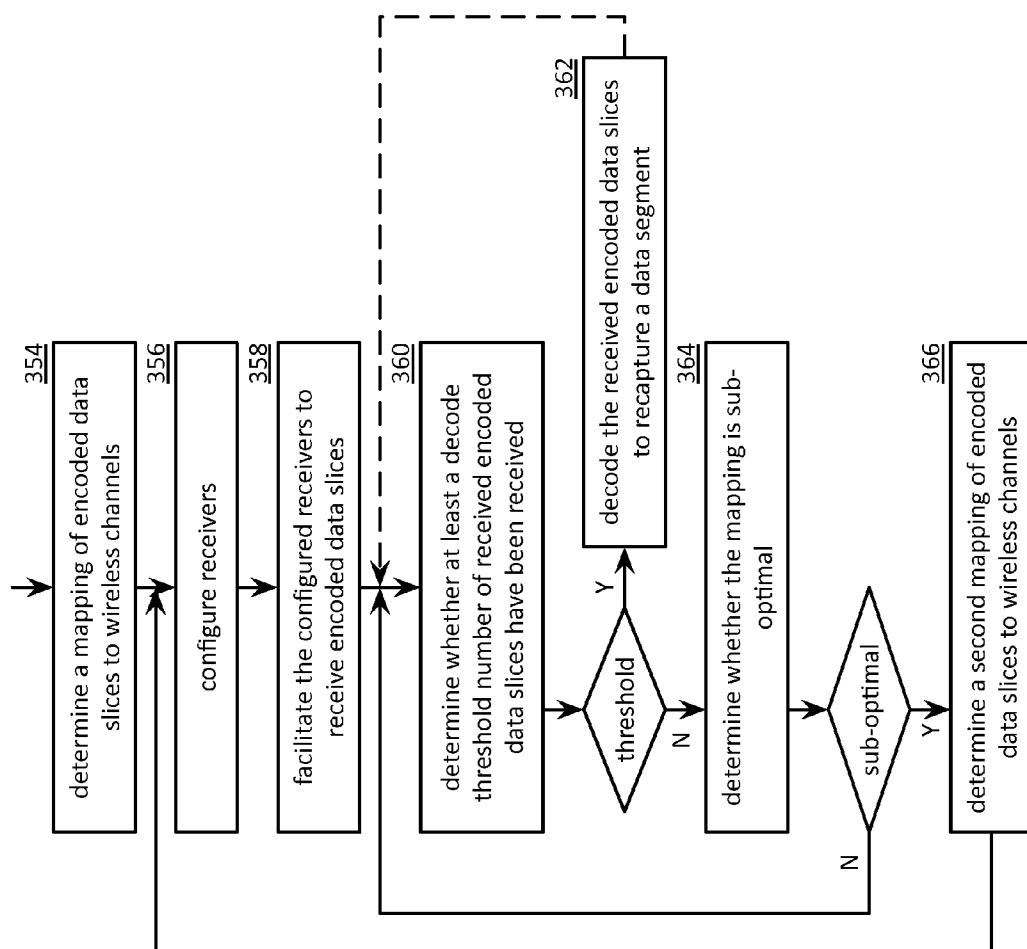 354
determine a mapping of encoded data
slices to wireless channels
356
configure receivers
358
facilitate the configured receivers to
receive encoded data slices
360
determine whether at least a decode
threshold number of received encoded
data slices have been received
threshold
Y
N
362
decode the received encoded data slices
to recapture a data segment
364
determine whether the mapping is sub-
optimal
sub-optimal
N
Y
366
determine a second mapping of encoded
data slices to wireless channels